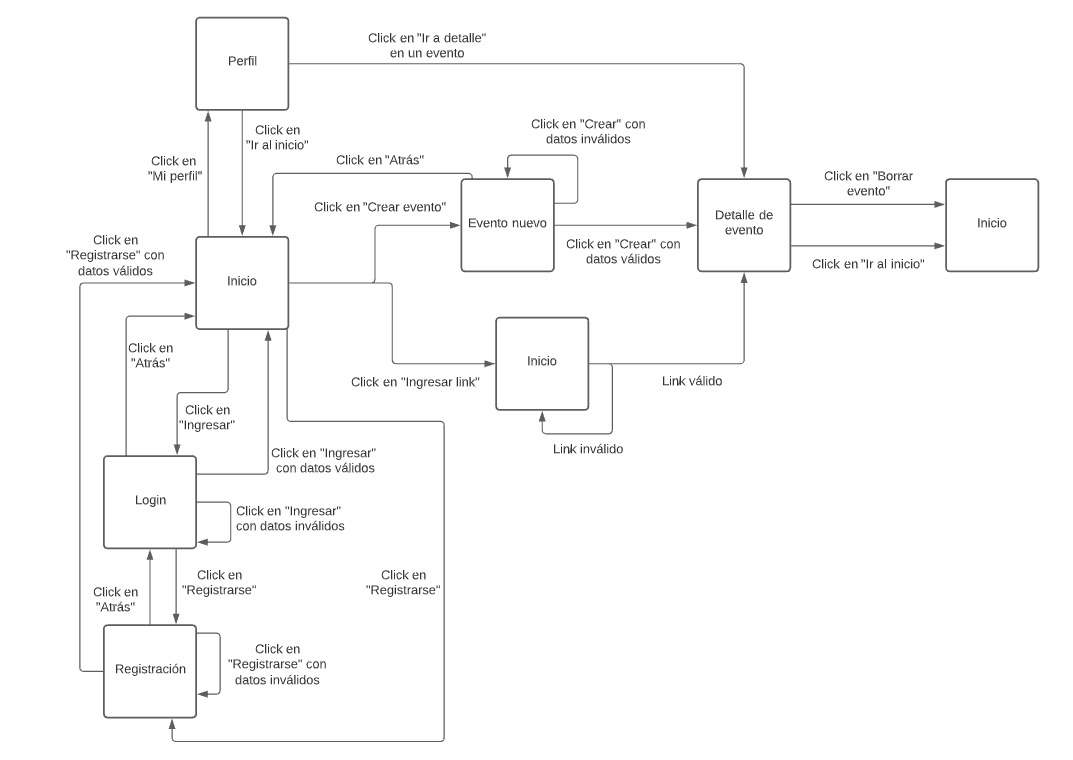 Click en "Ir a detalle"
en un evento
Perfil
Click en
"Ir al inicio"
Click en "Crear" con
datos inválidos
Click en
"Mi perfil"
Click en "Atrás"
Click en "Borrar
evento"
Click en "Crear evento"
Evento nuevo
Detalle de
evento
Inicio
Click en
"Registrarse" con
datos válidos
Click en "Crear" con
datos válidos
Click en "Ir al inicio"
Inicio
Click en
"Atrás"
Inicio
Click en "Ingresar link"
Link válido
Click en
"Ingresar"
Link inválido
Click en "Ingresar"
con datos válidos
Login
Click en "Ingresar"
con datos inválidos
Click en
"Registrarse"
Click en
"Registrarse"
Click en
"Atrás"
Registración
Click en
"Registrarse" con
datos inválidos